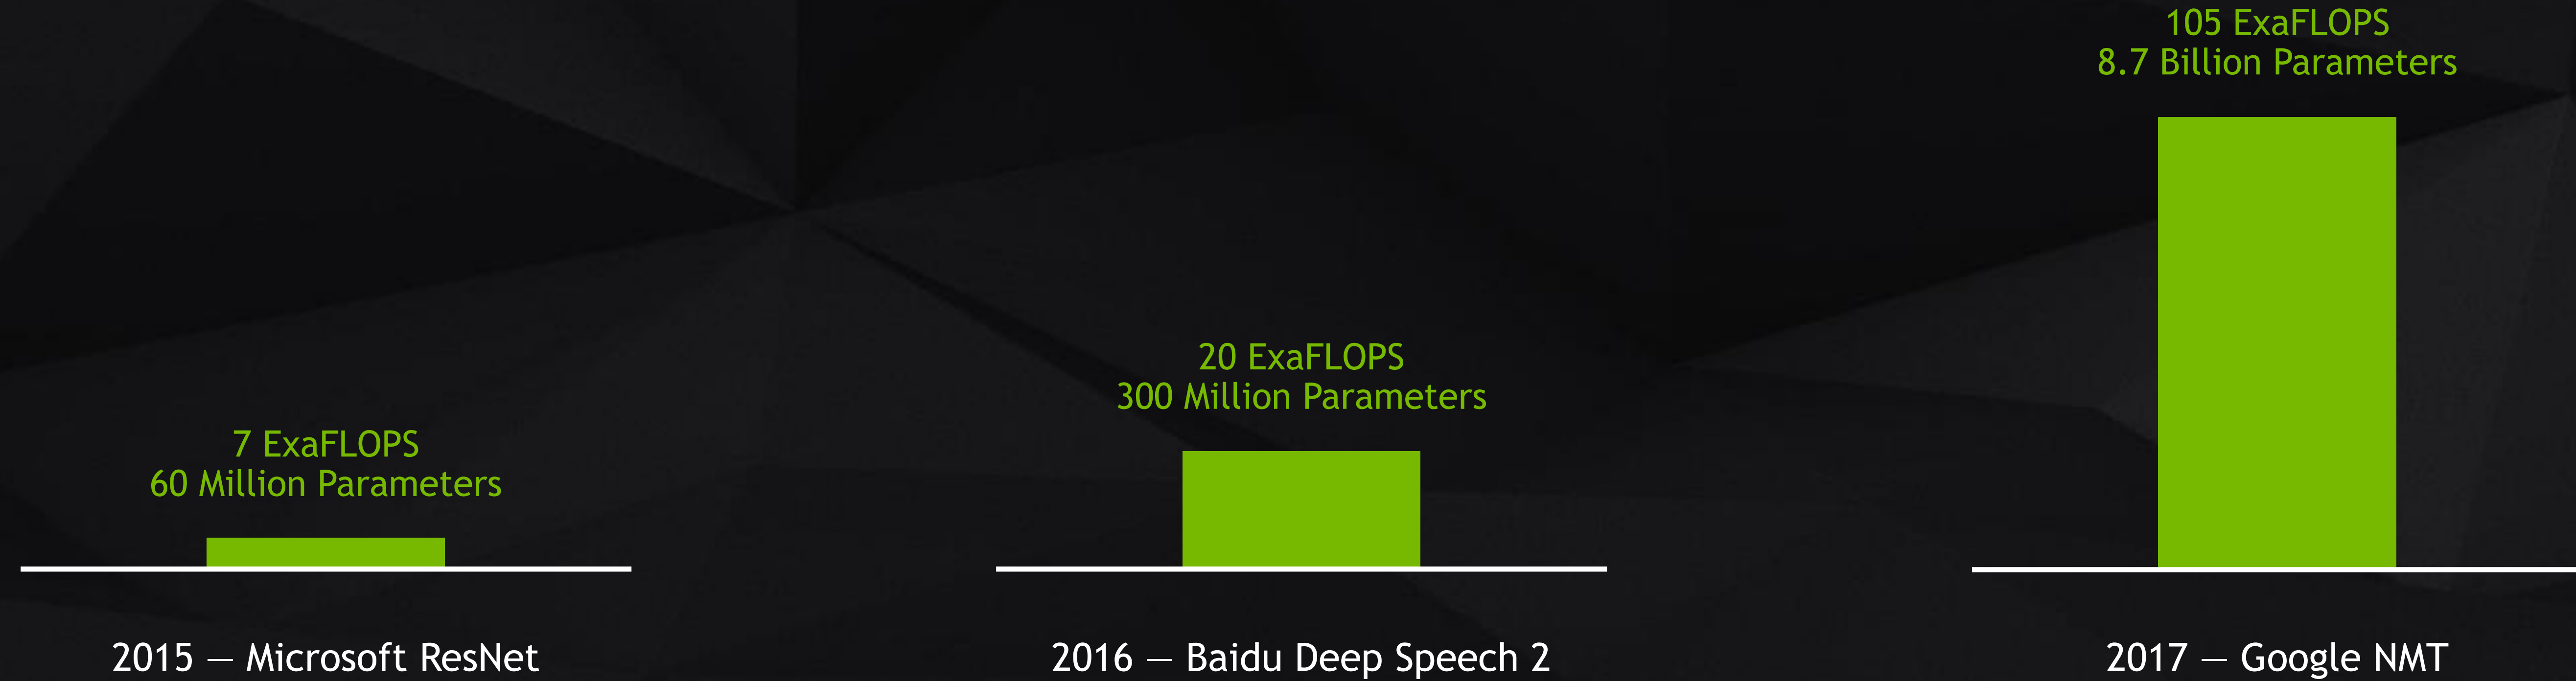 7 ExaFLOPS
60 Million Parameters
2015 — Microsoft ResNet
20 ExaFLOPS
300 Million Parameters
2016 — Baidu Deep Speech 2
105 ExaFLOPS
8.7 Billion Parameters
2017 — Google NMT